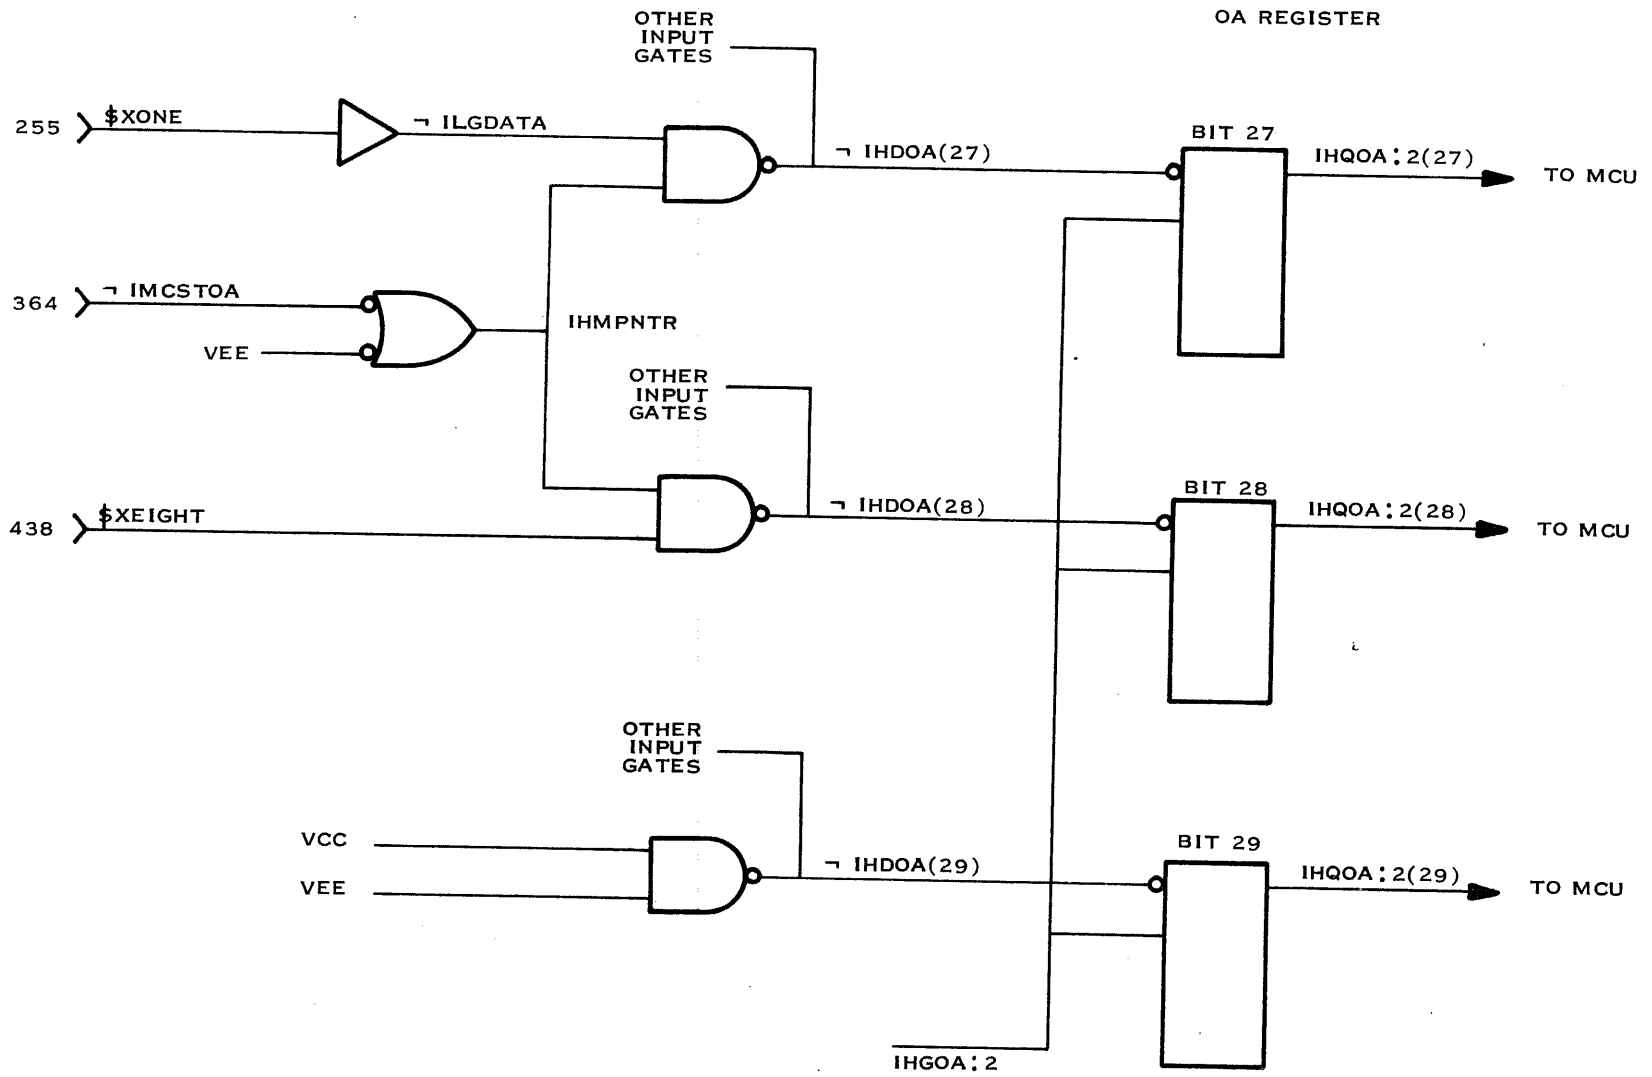 OTHER
INPUT
GATES
OA REGISTER
255
$XONE
¬ ILGDATA
¬ IHDOA(27)
BIT 27
IHQOA:2(27)
TO MCU
364
¬ IMCSTOA
VEE
IHMPNTR
OTHER
INPUT
GATES
438
$XEIGHT
¬ IHDOA(28)
BIT 28
IHQOA:2(28)
TO MCU
OTHER
INPUT
GATES
VCC
VEE
¬ IHDOA(29)
BIT 29
IHQOA:2(29)
TO MCU
IHGOA:2